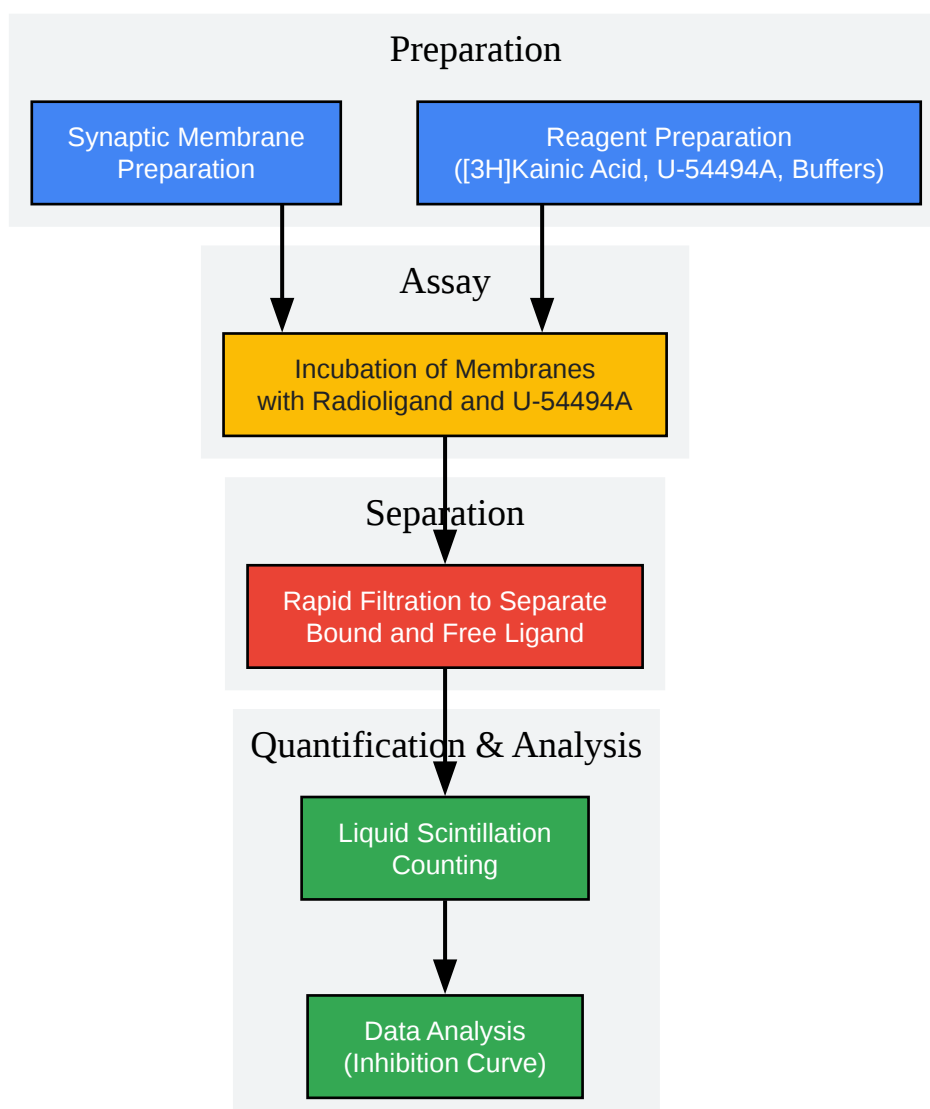 Preparation
Synaptic Membrane
Preparation
Reagent Preparation
([3H]Kainic Acid, U-54494A, Buffers)
Assay
Incubation of Membranes
with Radioligand and U-54494A
Separation
Rapid Filtration to Separate
Bound and Free Ligand
Quantification & Analysis
Liquid Scintillation
Counting
Data Analysis
(Inhibition Curve)